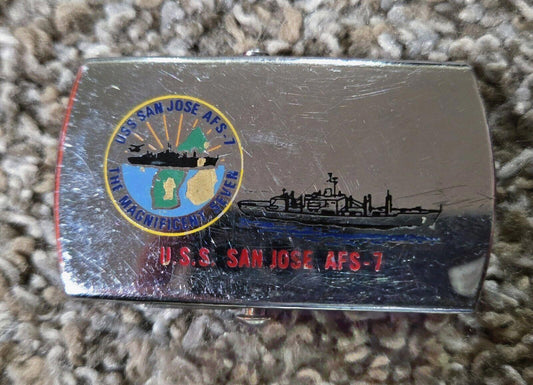 USS SAN JOSE AFS-7
THE MAGNIFICENT SEVEN
U.S.S. SAN JOSE AFS-7